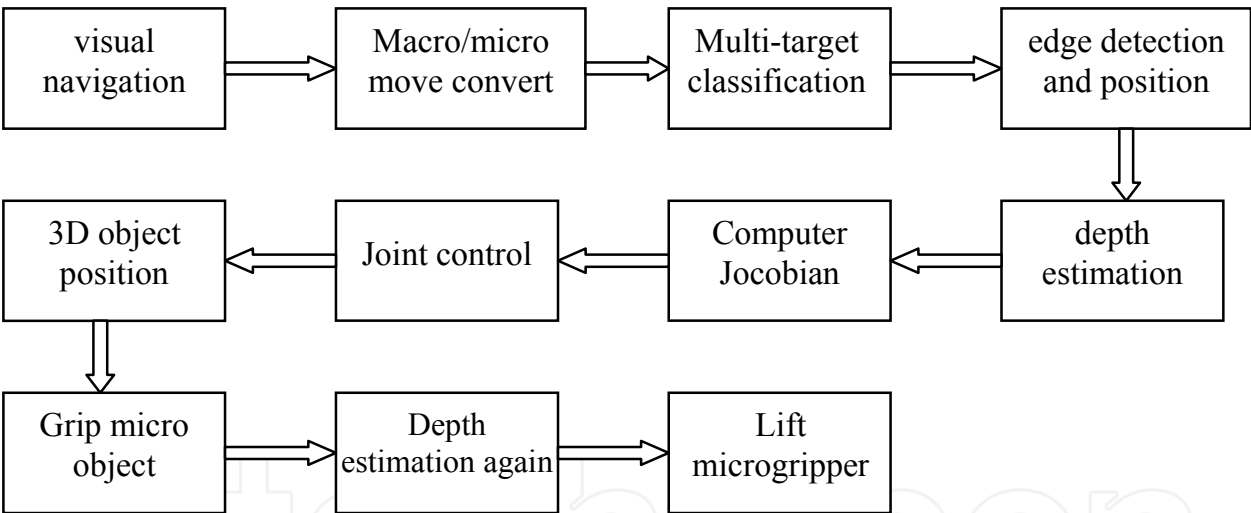 visual
navigation
Macro/micro
move convert
Multi-target
classification
edge detection
and position
3D object
position
Joint control
Computer
Jocobian
depth
estimation
Grip micro
object
Depth
estimation again
Lift
microgripper